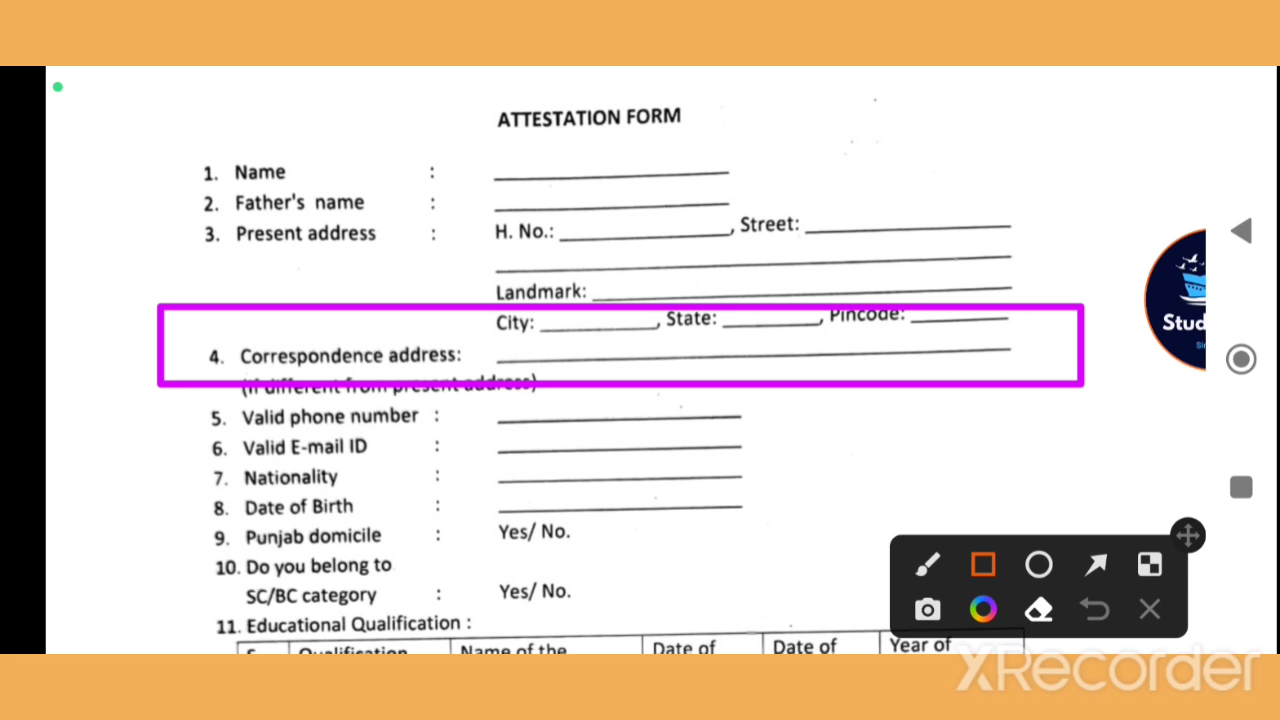 ATTESTATION FORM
1. Name :
2. Father's name :
3. Present address : H. No.: , Street:
Landmark:
City: , State: , Pincode:
4. Correspondence address:
(If different from present address)
5. Valid phone number :
6. Valid E-mail ID :
7. Nationality :
8. Date of Birth :
9. Punjab domicile : Yes/ No.
10. Do you belong to
SC/BC category : Yes/ No.
11. Educational Qualification :
Qualification Name of the Date of Date of Year of
Stud
XRecorder